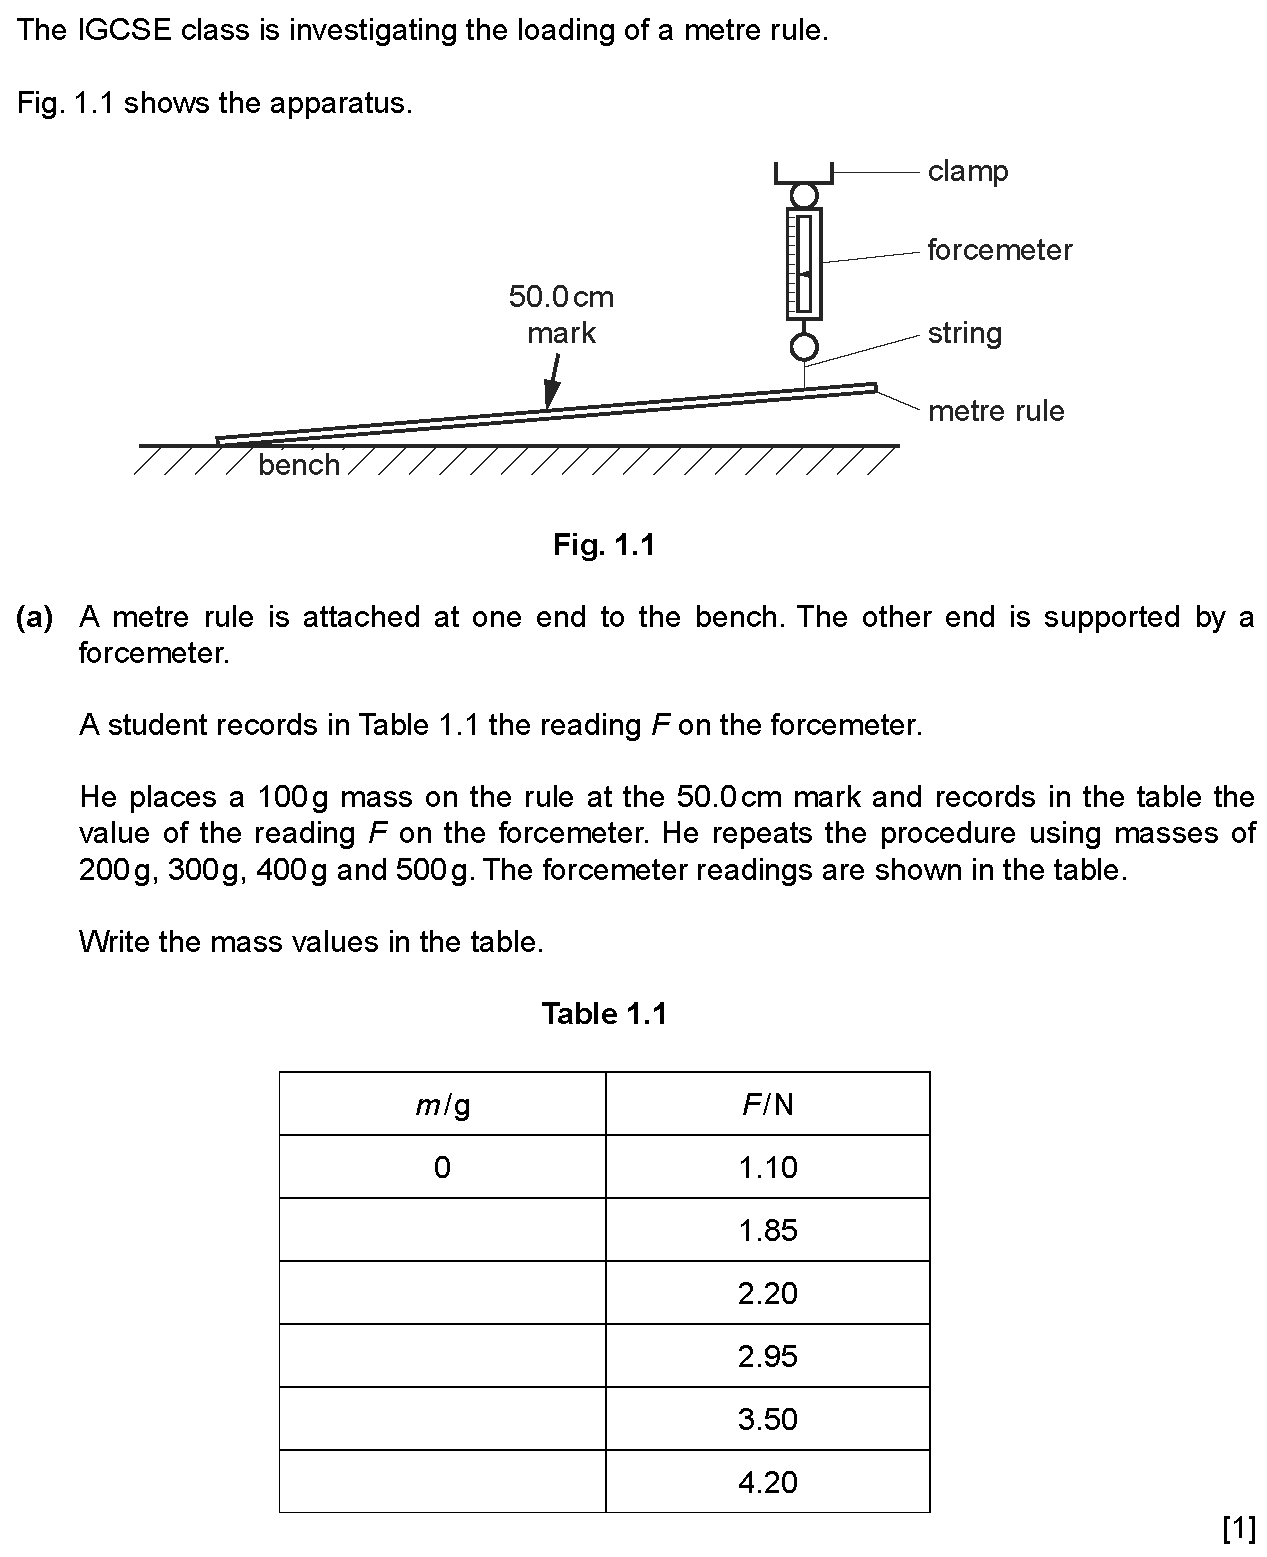 The IGCSE class is investigating the loading of a metre rule.
Fig. 1.1 shows the apparatus.
clamp
forcemeter
50.0 cm
mark
string
metre rule
bench
Fig. 1.1
(a) A metre rule is attached at one end to the bench. The other end is supported by a
forcemeter.
A student records in Table 1.1 the reading F on the forcemeter.
He places a 100 g mass on the rule at the 50.0 cm mark and records in the table the
value of the reading F on the forcemeter. He repeats the procedure using masses of
200 g, 300 g, 400 g and 500 g. The forcemeter readings are shown in the table.
Write the mass values in the table.
Table 1.1
m/g F/N
0 1.10
1.85
2.20
2.95
3.50
4.20
[1]